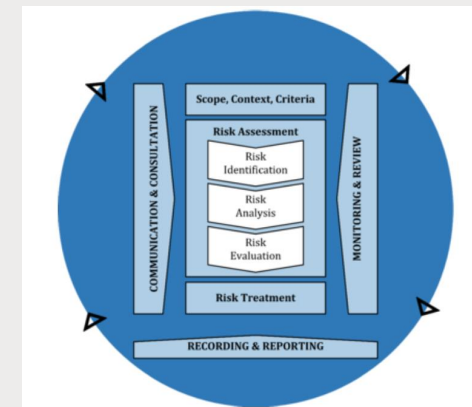 Scope, Context, Criteria
Risk Assessment
Risk
Identification
Risk
Analysis
Risk
Evaluation
Risk Treatment
COMMUNICATION & CONSULTATION
MONITORING & REVIEW
RECORDING & REPORTING